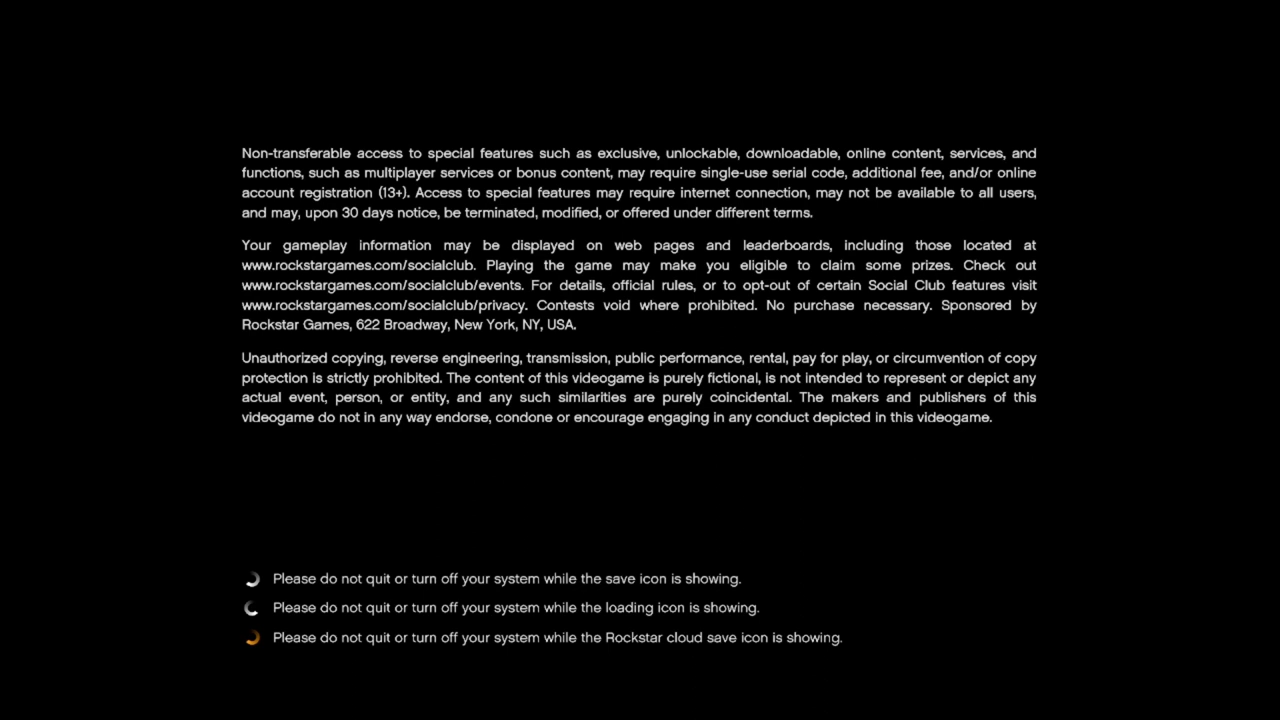 Non-transferable access to special features such as exclusive, unlockable, downloadable, online content, services, and
functions, such as multiplayer services or bonus content, may require single-use serial code, additional fee, and/or online
account registration (13+). Access to special features may require internet connection, may not be available to all users,
and may, upon 30 days notice, be terminated, modified, or offered under different terms.
Your gameplay information may be displayed on web pages and leaderboards, including those located at
www.rockstargames.com/socialclub. Playing the game may make you eligible to claim some prizes. Check out
www.rockstargames.com/socialclub/events. For details, official rules, or to opt-out of certain Social Club features visit
www.rockstargames.com/socialclub/privacy. Contests void where prohibited. No purchase necessary. Sponsored by
Rockstar Games, 622 Broadway, New York, NY, USA.
Unauthorized copying, reverse engineering, transmission, public performance, rental, pay for play, or circumvention of copy
protection is strictly prohibited. The content of this videogame is purely fictional, is not intended to represent or depict any
actual event, person, or entity, and any such similarities are purely coincidental. The makers and publishers of this
videogame do not in any way endorse, condone or encourage engaging in any conduct depicted in this videogame.
Please do not quit or turn off your system while the save icon is showing.
Please do not quit or turn off your system while the loading icon is showing.
Please do not quit or turn off your system while the Rockstar cloud save icon is showing.